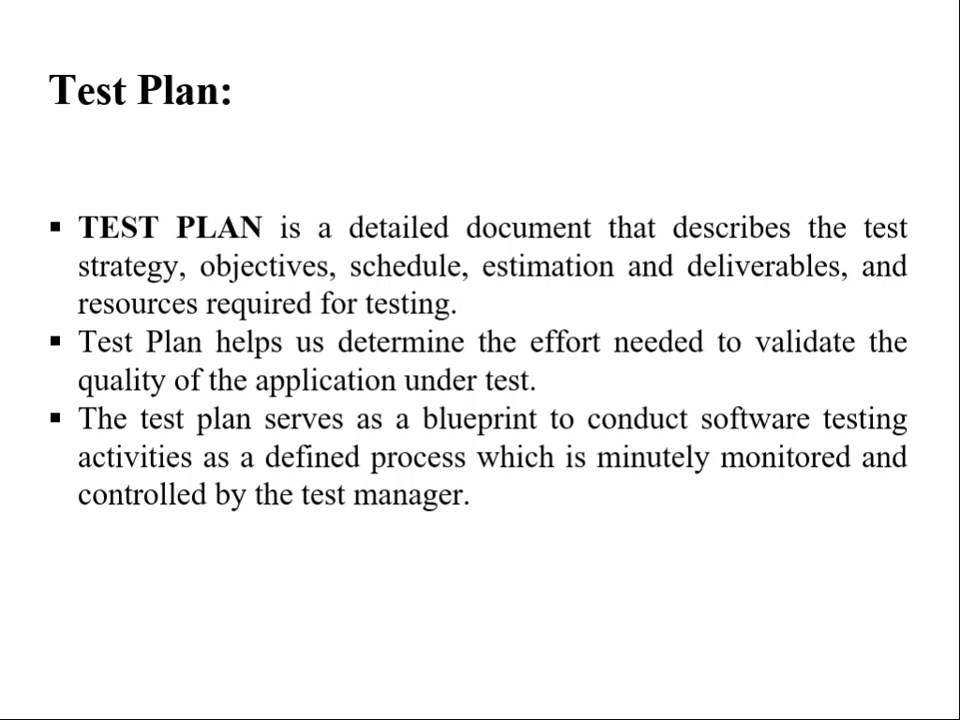 Test Plan:
▪ TEST PLAN is a detailed document that describes the test
strategy, objectives, schedule, estimation and deliverables, and
resources required for testing.
▪ Test Plan helps us determine the effort needed to validate the
quality of the application under test.
▪ The test plan serves as a blueprint to conduct software testing
activities as a defined process which is minutely monitored and
controlled by the test manager.